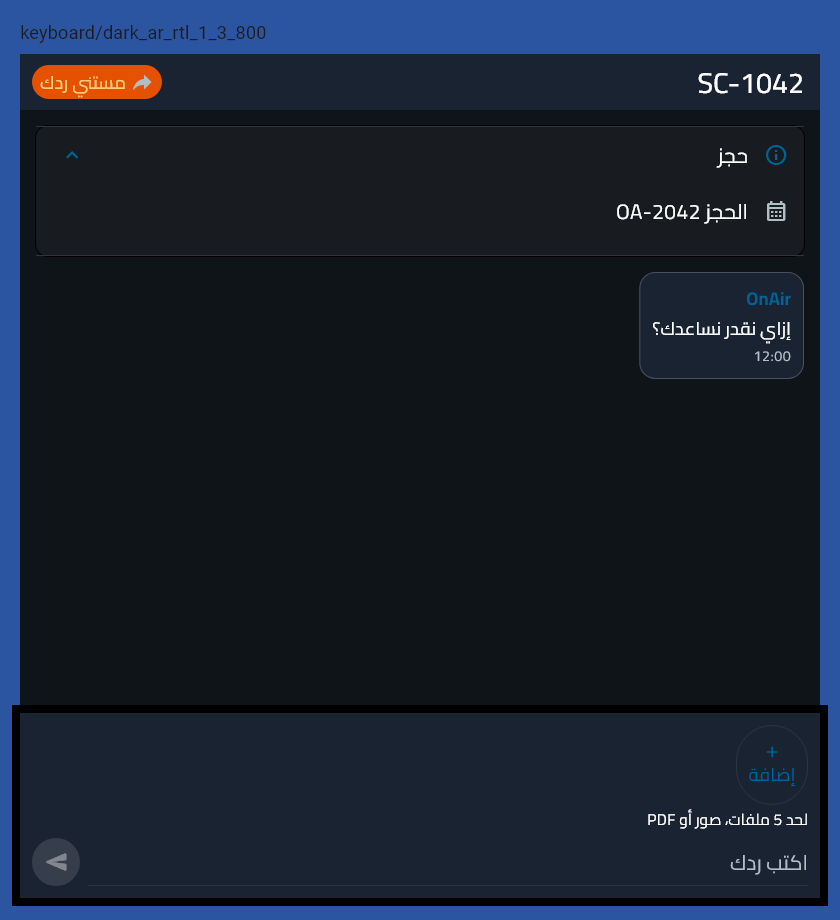 keyboard/dark_ar_rtl_1_3_800
SC-1042
مستني ردك
حجز
الحجز OA-2042
OnAir
إزاي نقدر نساعدك؟
12:00
+
إضافة
لحد 5 ملفات، صور أو PDF
اكتب ردك